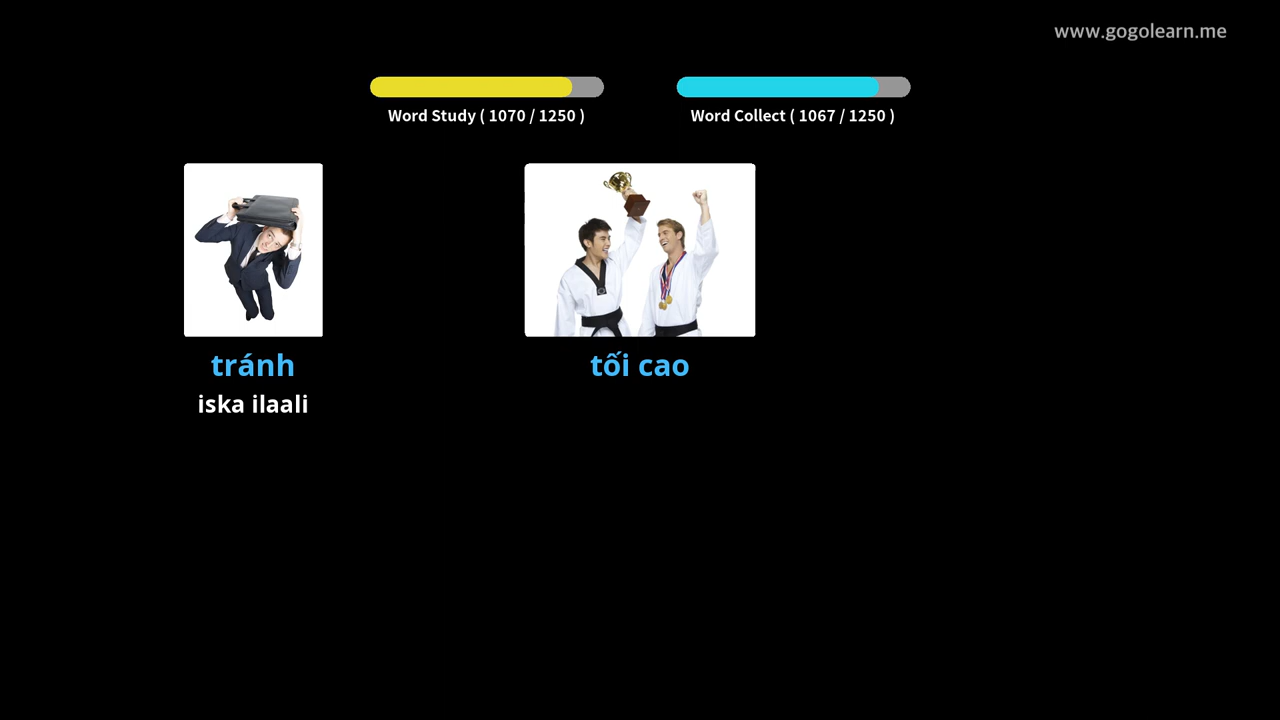 www.gogolearn.me
Word Study ( 1070 / 1250 )
Word Collect ( 1067 / 1250 )
tránh
tối cao
iska ilaali